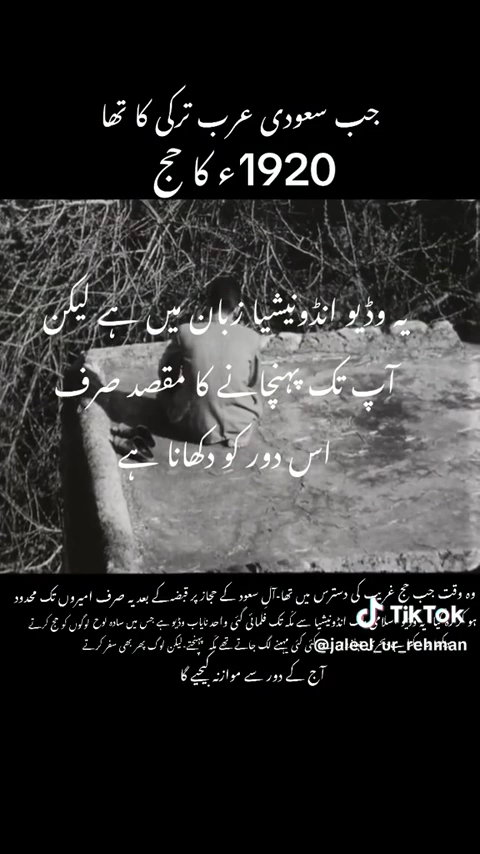 جب سعودی عرب ترکی کا تھا
1920ء کا حج
یہ وڈیو انڈونیشیا زبان میں ہے لیکن
آپ تک پہنچانے کا مقصد صرف
اس دور کو دکھانا ہے
وہ وقت جب حج غریب کی دسترس میں تھا۔آل سعود کے حجاز پر قبضہ کے بعد یہ صرف امیروں تک محدود
ہو کر انڈونیشیا سے مکہ تک فلمائی گئی واحد نایاب وڈیو ہے جس میں سادہ لوح لوگوں کو حج کرتے
کئی کئی مہینے لگ جاتے تھے مکہ پہنچتے لیکن لوگ پھر بھی سفر کرتے
آج کے دور سے موازنہ کیجیے گا
TikTok
@jaleel_ur_rehman